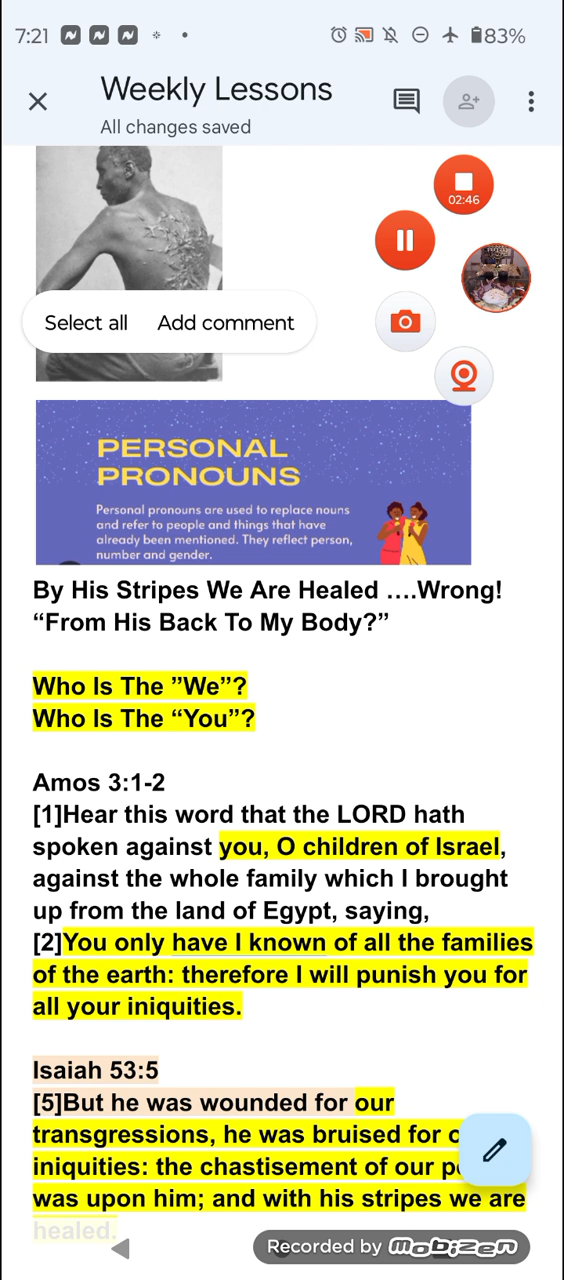 7:21
83%
Weekly Lessons
All changes saved
02:46
Select all Add comment
PERSONAL
PRONOUNS
Personal pronouns are used to replace nouns
and refer to people and things that have
already been mentioned. They reflect person,
number and gender.
By His Stripes We Are Healed ....Wrong!
“From His Back To My Body?”
Who Is The ”We”?
Who Is The “You”?
Amos 3:1-2
[1]Hear this word that the LORD hath
spoken against you, O children of Israel,
against the whole family which I brought
up from the land of Egypt, saying,
[2]You only have I known of all the families
of the earth: therefore I will punish you for
all your iniquities.
Isaiah 53:5
[5]But he was wounded for our
transgressions, he was bruised for
iniquities: the chastisement of our
was upon him; and with his stripes we are
healed.
Recorded by mobizen